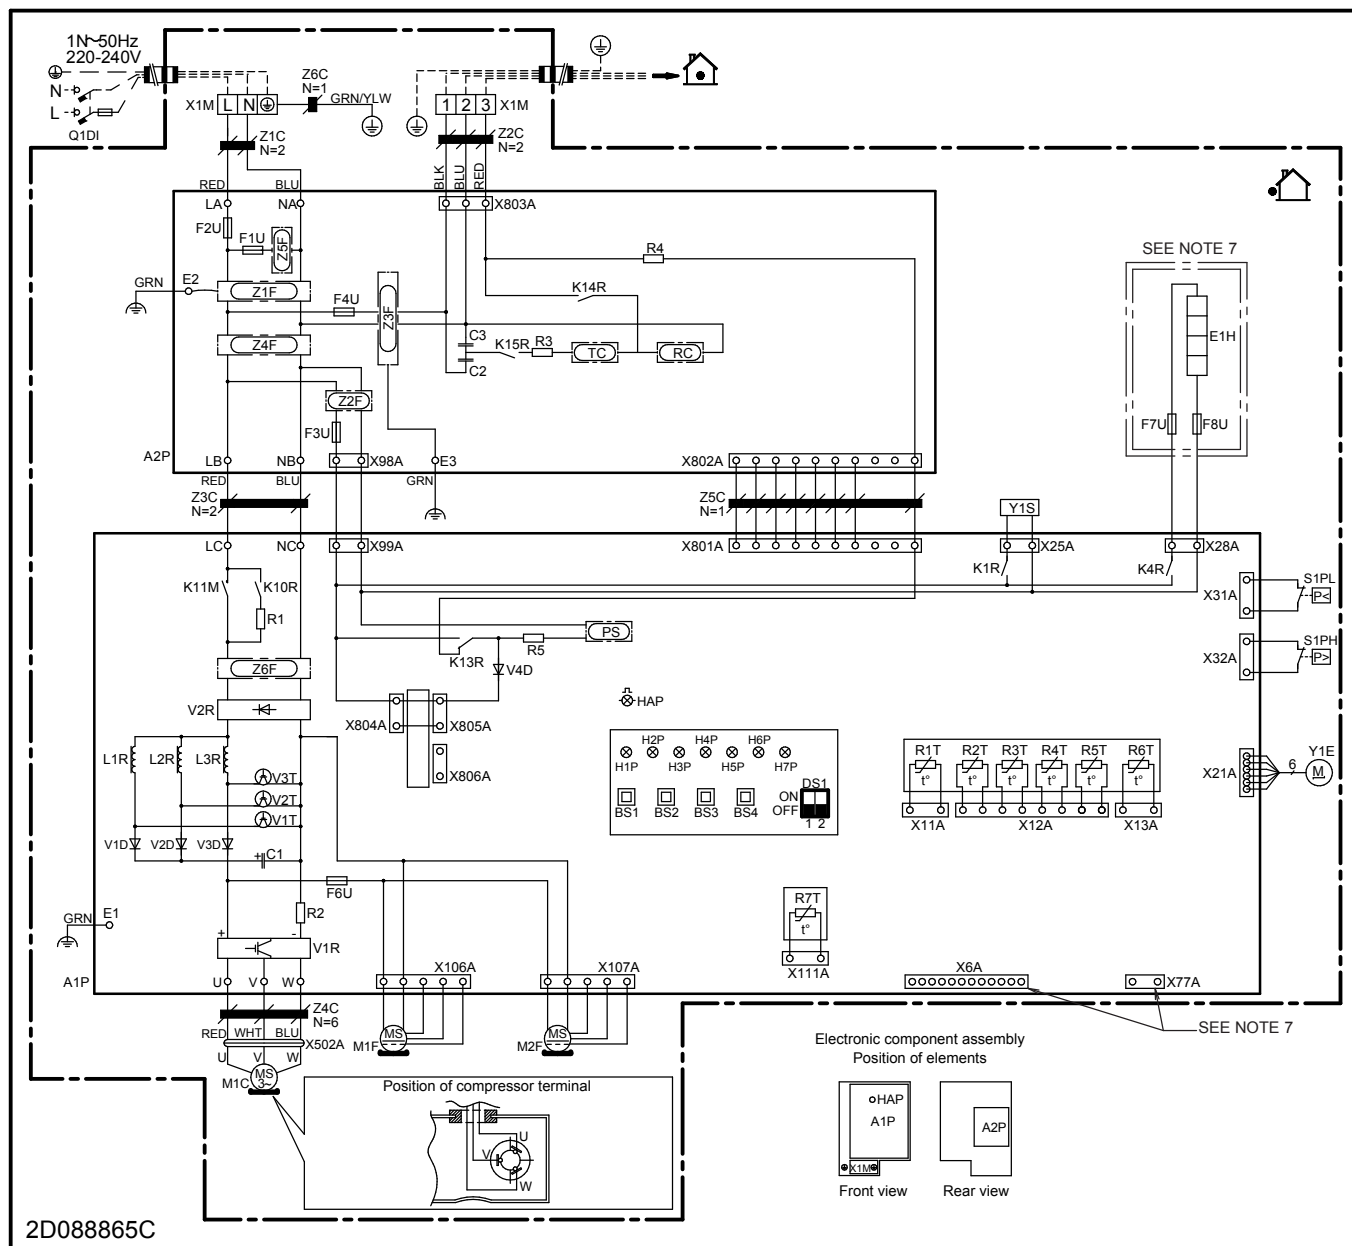 1N~50Hz
220-240V
N
L
Q1DI
X1M L N
Z6C
N=1
GRN/YLW
1 2 3 X1M
Z1C
N=2
Z2C
N=2
RED BLU
BLK BLU RED
LA NA
X803A
F2U
F1U
Z5F
GRN E2
Z1F
F4U
Z3F
R4
K14R
Z4F
C3
K15R R3
TC
RC
C2
Z2F
F3U
A2P
LB NB
X98A
E3
X802A
RED BLU
GRN
SEE NOTE 7
E1H
F7U F8U
Z3C
N=2
Z5C
N=1
Y1S
LC NC
X99A
X801A
X25A
X28A
K11M K10R
R1
K1R
K4R
X31A
S1PL
P<
PS
R5
K13R
V4D
X32A
S1PH
P>
Z6F
V2R
HAP
X804A
X805A
X806A
L1R L2R L3R
V3T
V2T
V1T
V1D V2D V3D
+ C1
H2P H4P H6P
H1P H3P H5P H7P
DS1
ON
OFF
1 2
BS1 BS2 BS3 BS4
R1T R2T R3T R4T R5T R6T
t° t° t° t° t° t°
X11A X12A X13A
X21A
6
Y1E
M
F6U
R2
GRN E1
+ -
V1R
R7T
t°
X111A
A1P
U V W
X106A
X107A
X6A
X77A
Z4C
N=6
RED WHT BLU
X502A
U V W
M1C
MS
3~
M1F MS
M2F MS
SEE NOTE 7
Position of compressor terminal
U
V
W
Electronic component assembly
Position of elements
HAP
A1P
X1M
A2P
Front view Rear view
2D088865C